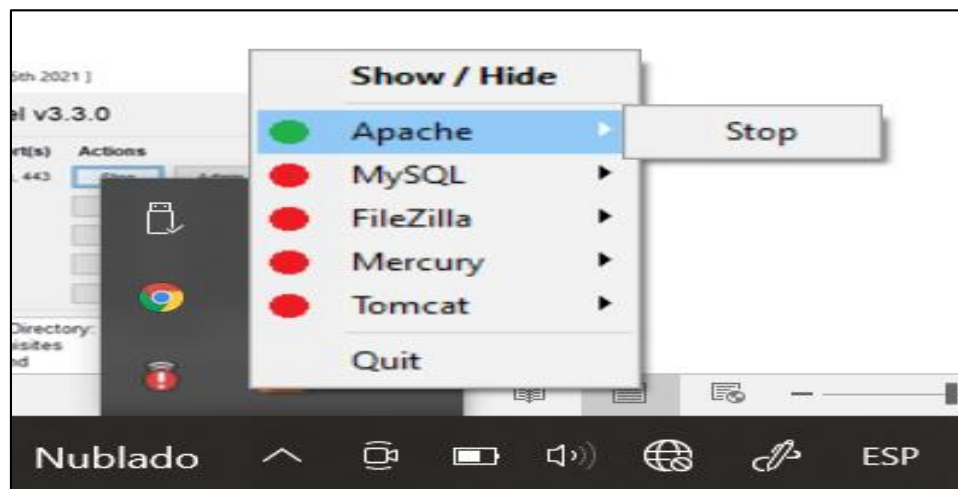 5th 2021 ]
el v3.3.0
rt(s) Actions
, 443
Directory:
isites
nd
Show / Hide
Apache
Stop
MySQL
FileZilla
Mercury
Tomcat
Quit
Nublado
ESP